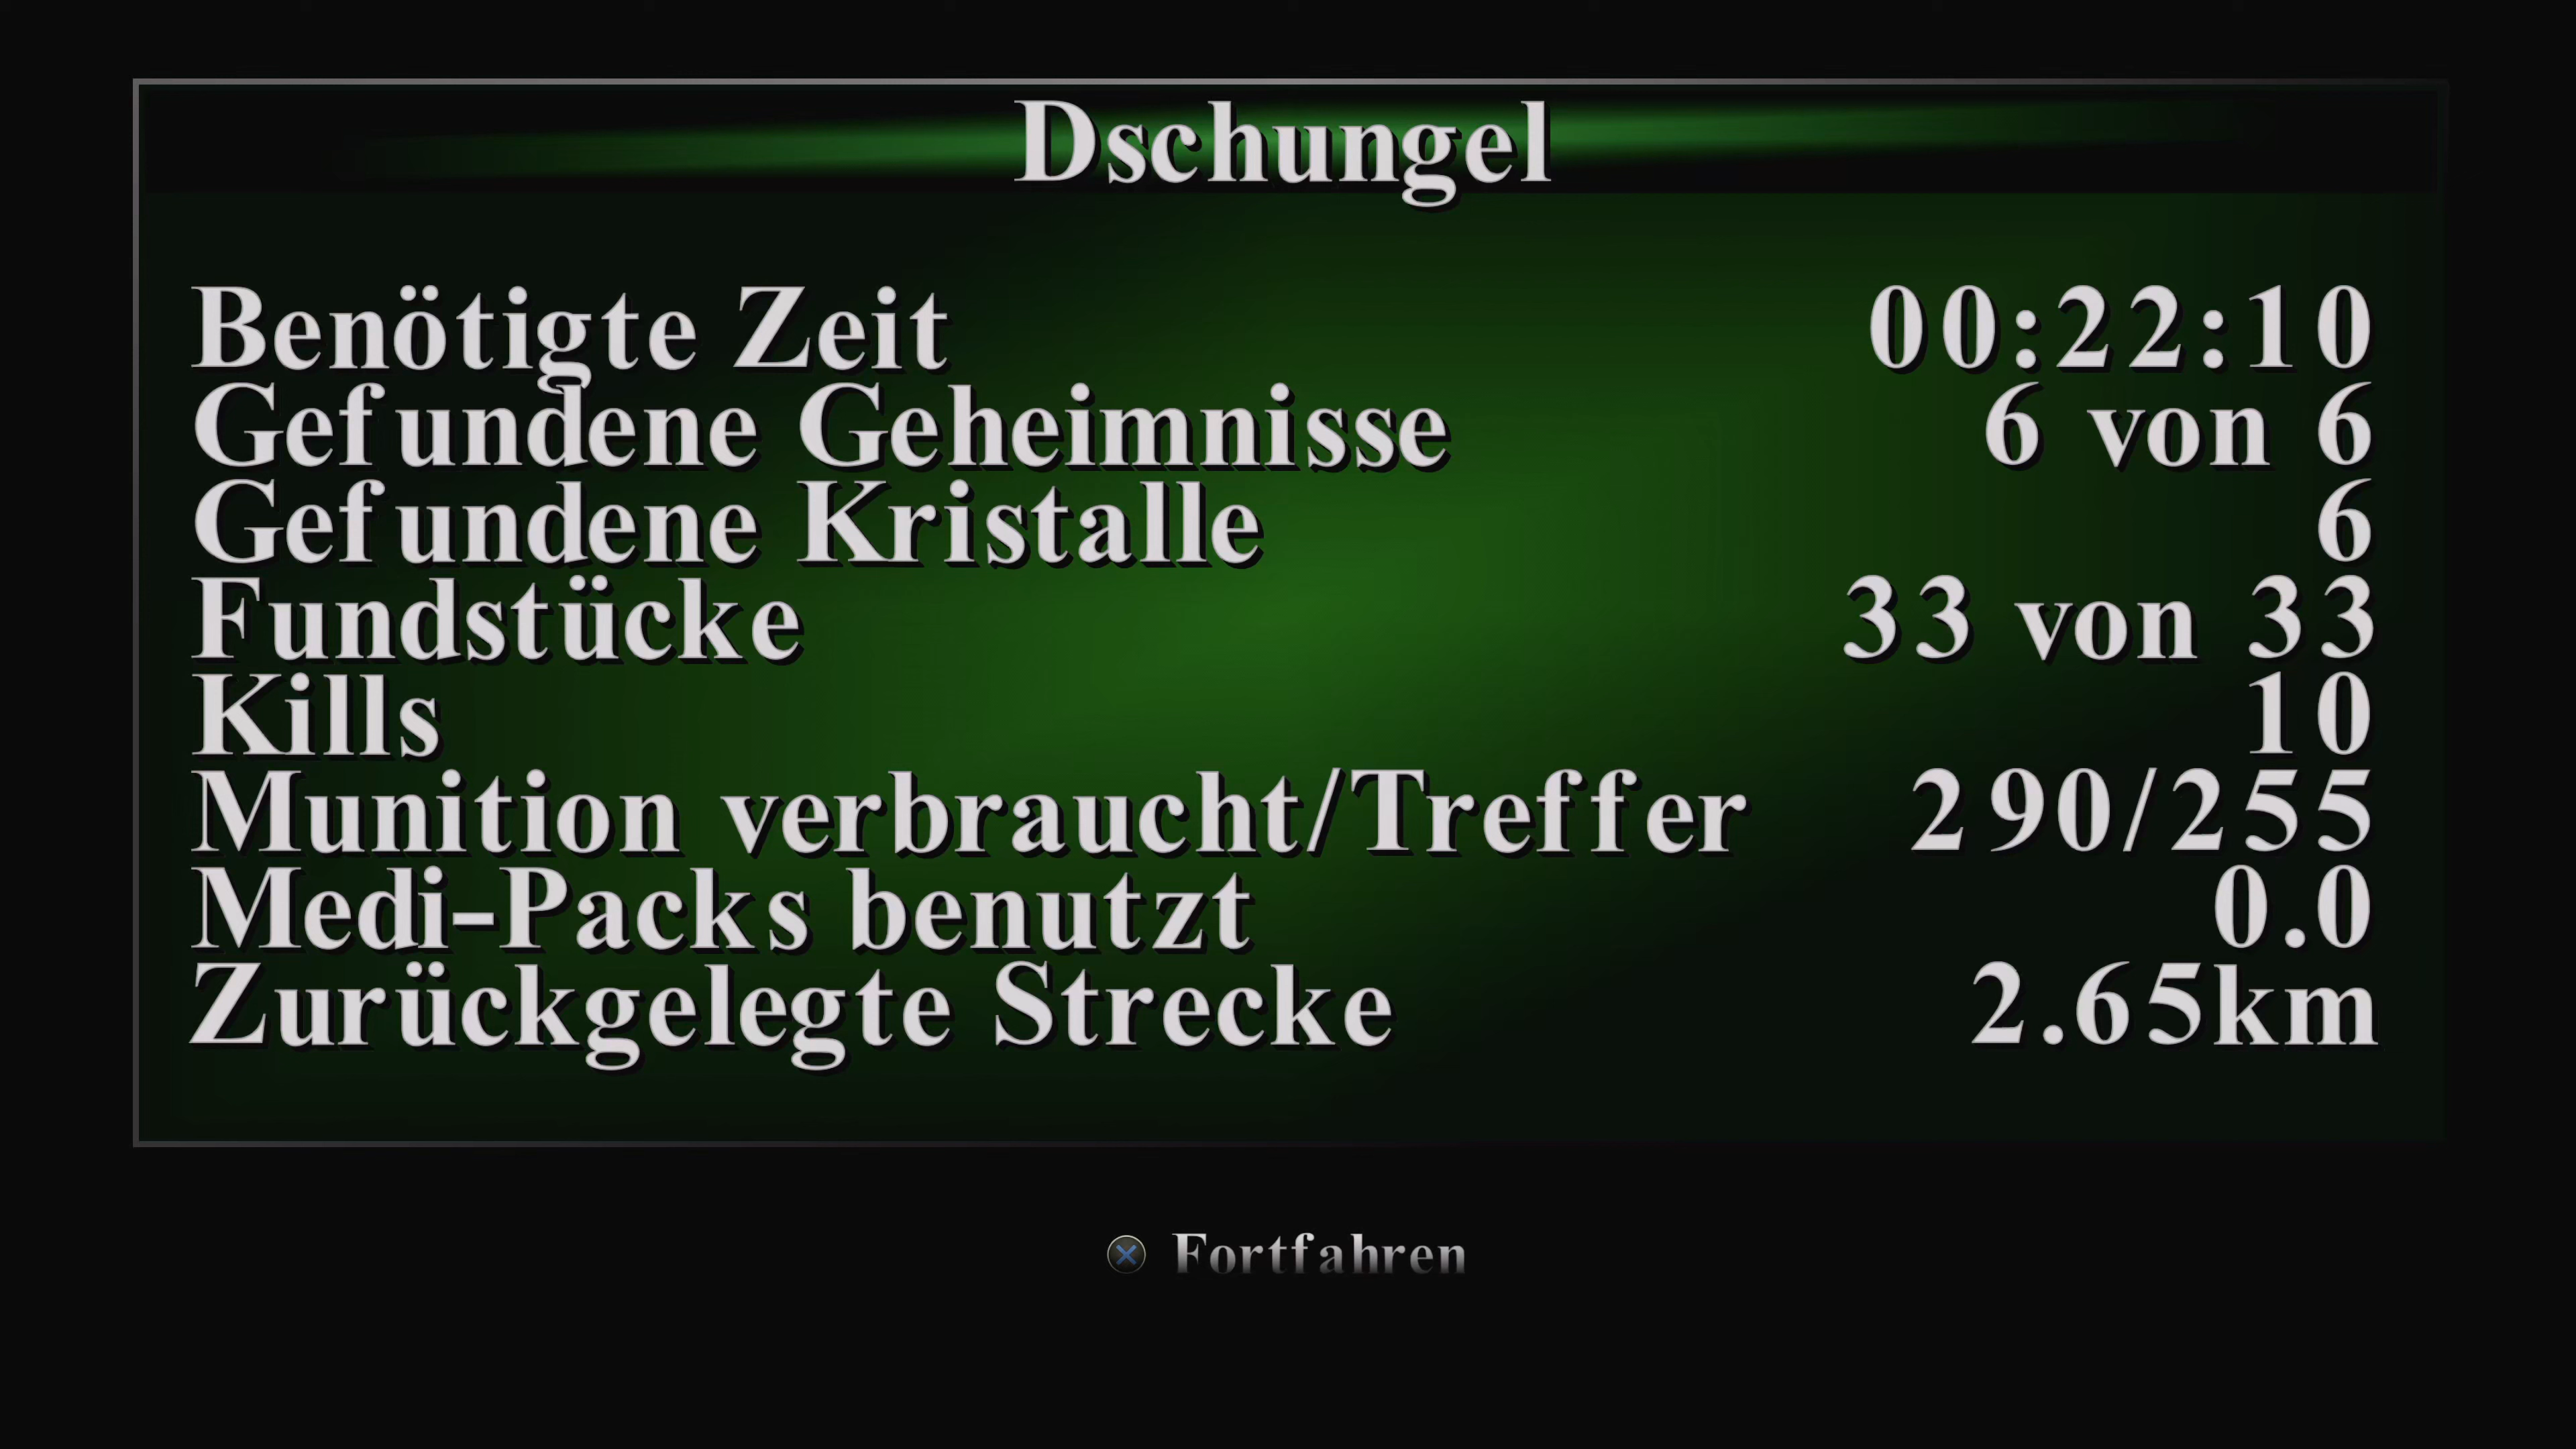 Dschungel
Benötigte Zeit 00:22:10
Gefundene Geheimnisse 6 von 6
Gefundene Kristalle 6
Fundstücke 33 von 33
Kills 10
Munition verbraucht/Treffer 290/255
Medi-Packs benutzt 0.0
Zurückgelegte Strecke 2.65km
Fortfahren